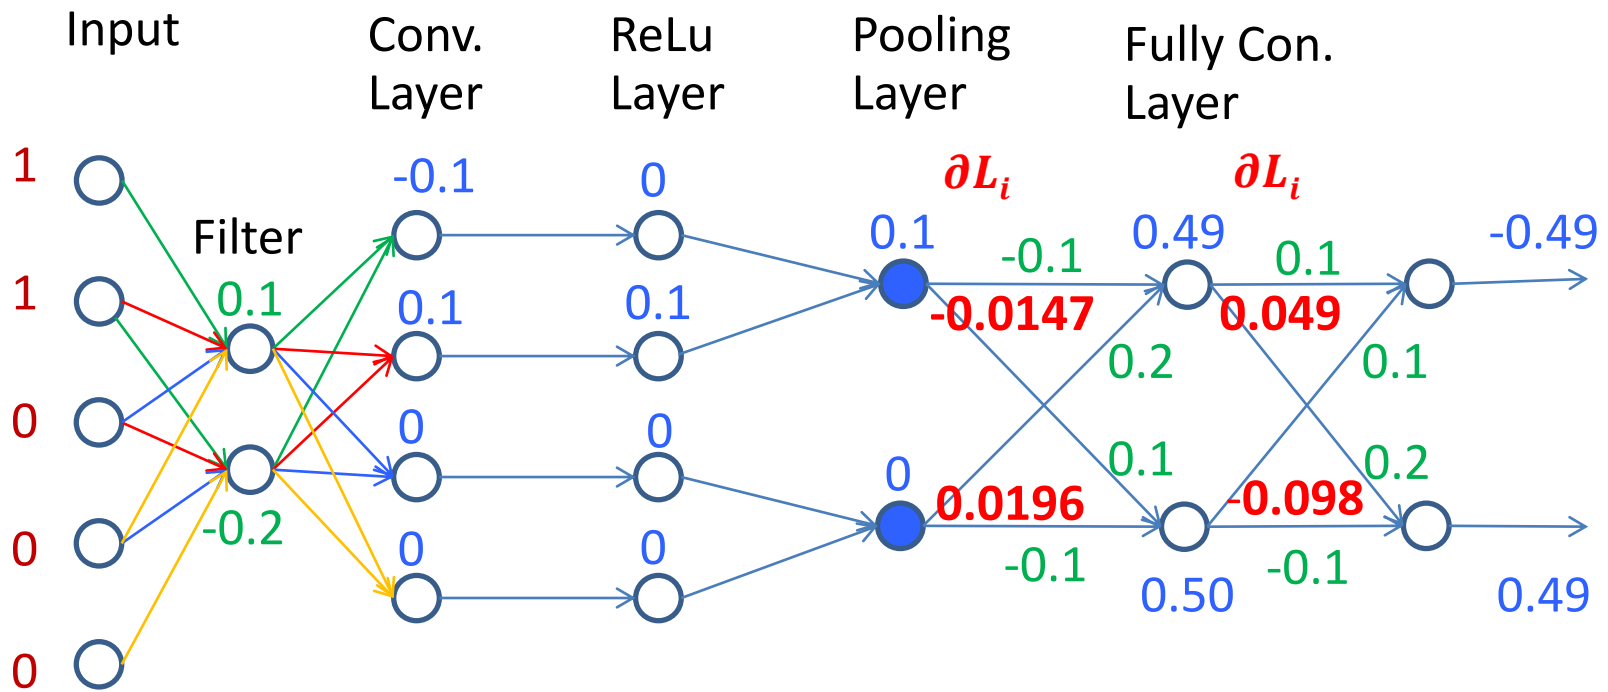 Input
Conv.
Layer
ReLu
Layer
Pooling
Layer
Fully Con.
Layer
Filter
1
1
0
0
0
0.1
-0.2
-0.1
0.1
0
0
0
0.1
0
0
∂Lᵢ
0.1
-0.1
-0.0147
0.2
0
0.1
0.0196
-0.1
∂Lᵢ
0.49
0.1
0.049
0.1
0.2
-0.098
-0.1
0.50
-0.49
0.49